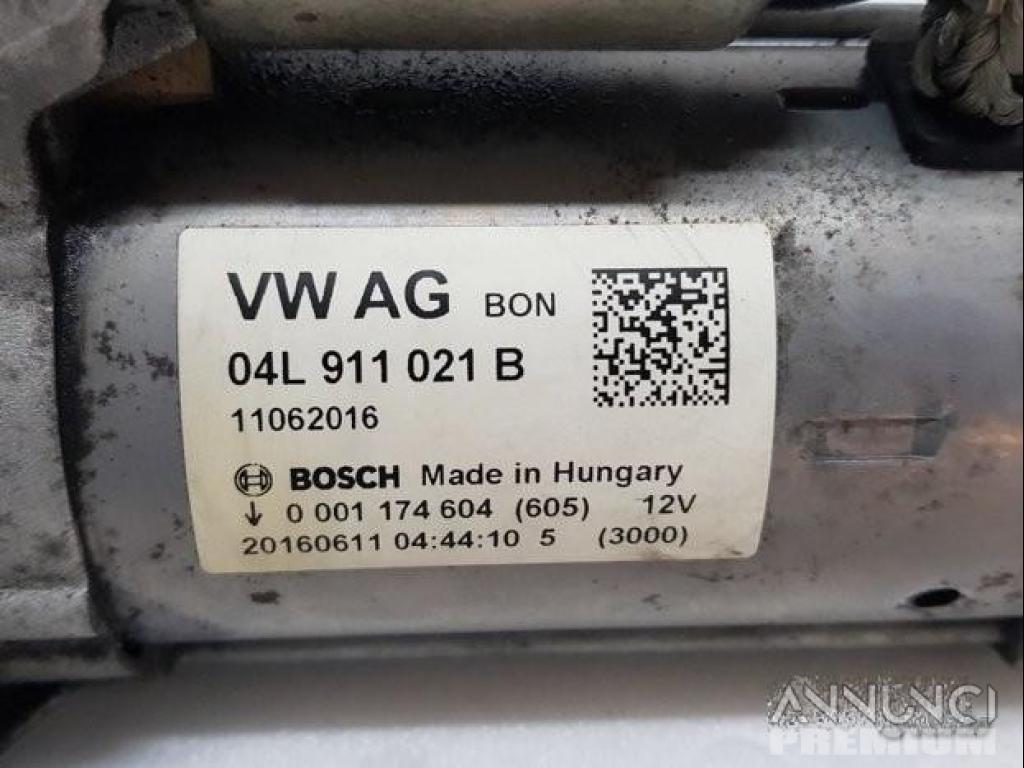 VW AG BON
04L 911 021 B
11062016
BOSCH Made in Hungary
↓ 0 001 174 604 (605) 12V
20160611 04:44:10 5 (3000)
ANNUNCI
PREMIUM